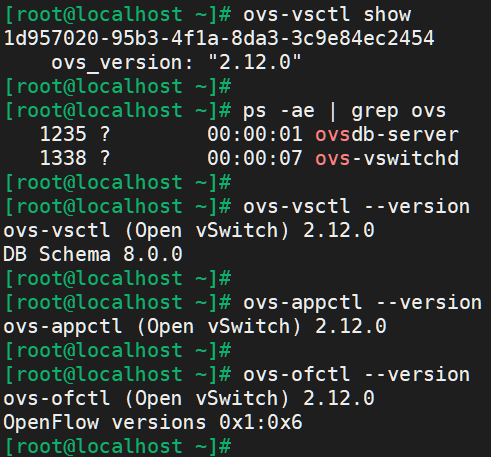 [root@localhost ~]# ovs-vsctl show
1d957020-95b3-4f1a-8da3-3c9e84ec2454
    ovs_version: "2.12.0"
[root@localhost ~]#
[root@localhost ~]# ps -ae | grep ovs
   1235 ?        00:00:01 ovsdb-server
   1338 ?        00:00:07 ovs-vswitchd
[root@localhost ~]#
[root@localhost ~]# ovs-vsctl --version
ovs-vsctl (Open vSwitch) 2.12.0
DB Schema 8.0.0
[root@localhost ~]#
[root@localhost ~]# ovs-appctl --version
ovs-appctl (Open vSwitch) 2.12.0
[root@localhost ~]#
[root@localhost ~]# ovs-ofctl --version
ovs-ofctl (Open vSwitch) 2.12.0
OpenFlow versions 0x1:0x6
[root@localhost ~]#